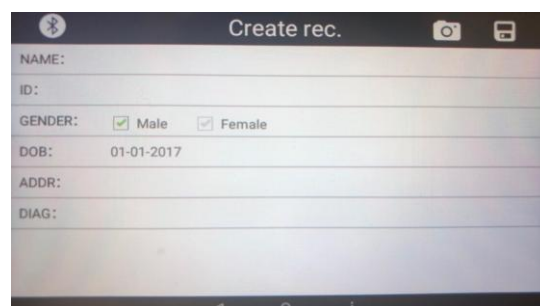 Create rec.
NAME:
ID:
GENDER: Male Female
DOB: 01-01-2017
ADDR:
DIAG: